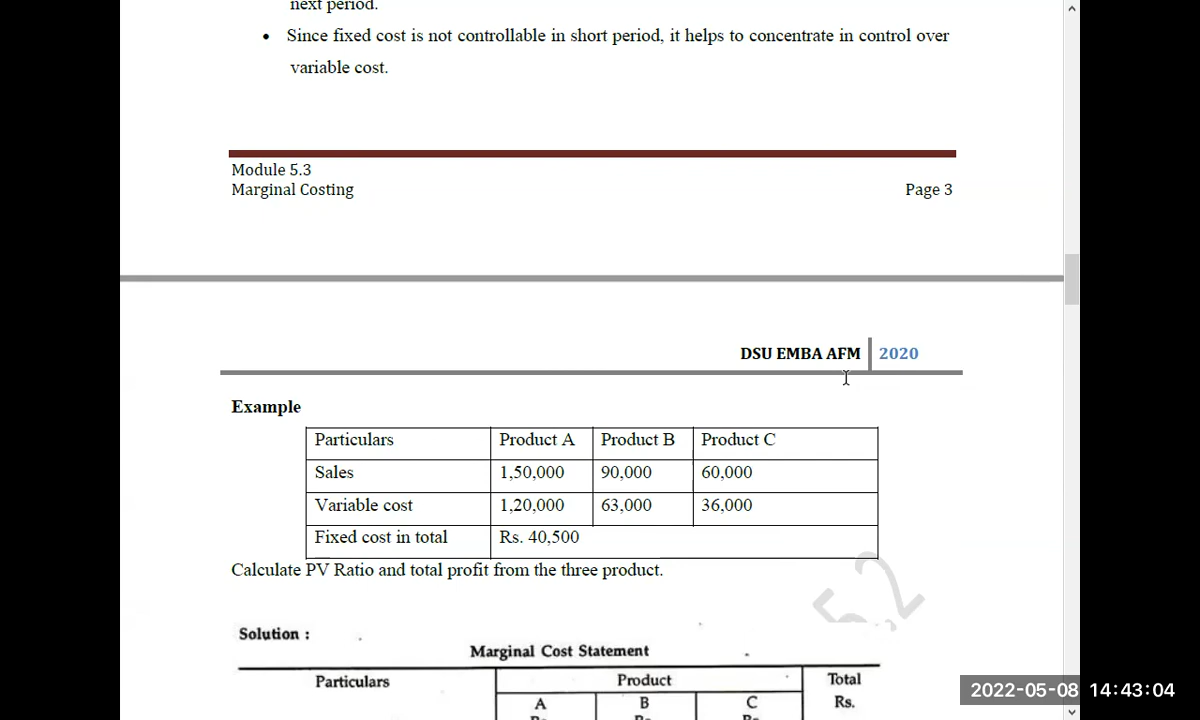 next period.
• Since fixed cost is not controllable in short period, it helps to concentrate in control over
variable cost.
Module 5.3
Marginal Costing
Page 3
DSU EMBA AFM 2020
Example
Particulars Product A Product B Product C
Sales 1,50,000 90,000 60,000
Variable cost 1,20,000 63,000 36,000
Fixed cost in total Rs. 40,500
Calculate PV Ratio and total profit from the three product.
Solution :
Marginal Cost Statement
Particulars Product Total
A B C Rs.
2022-05-08 14:43:04